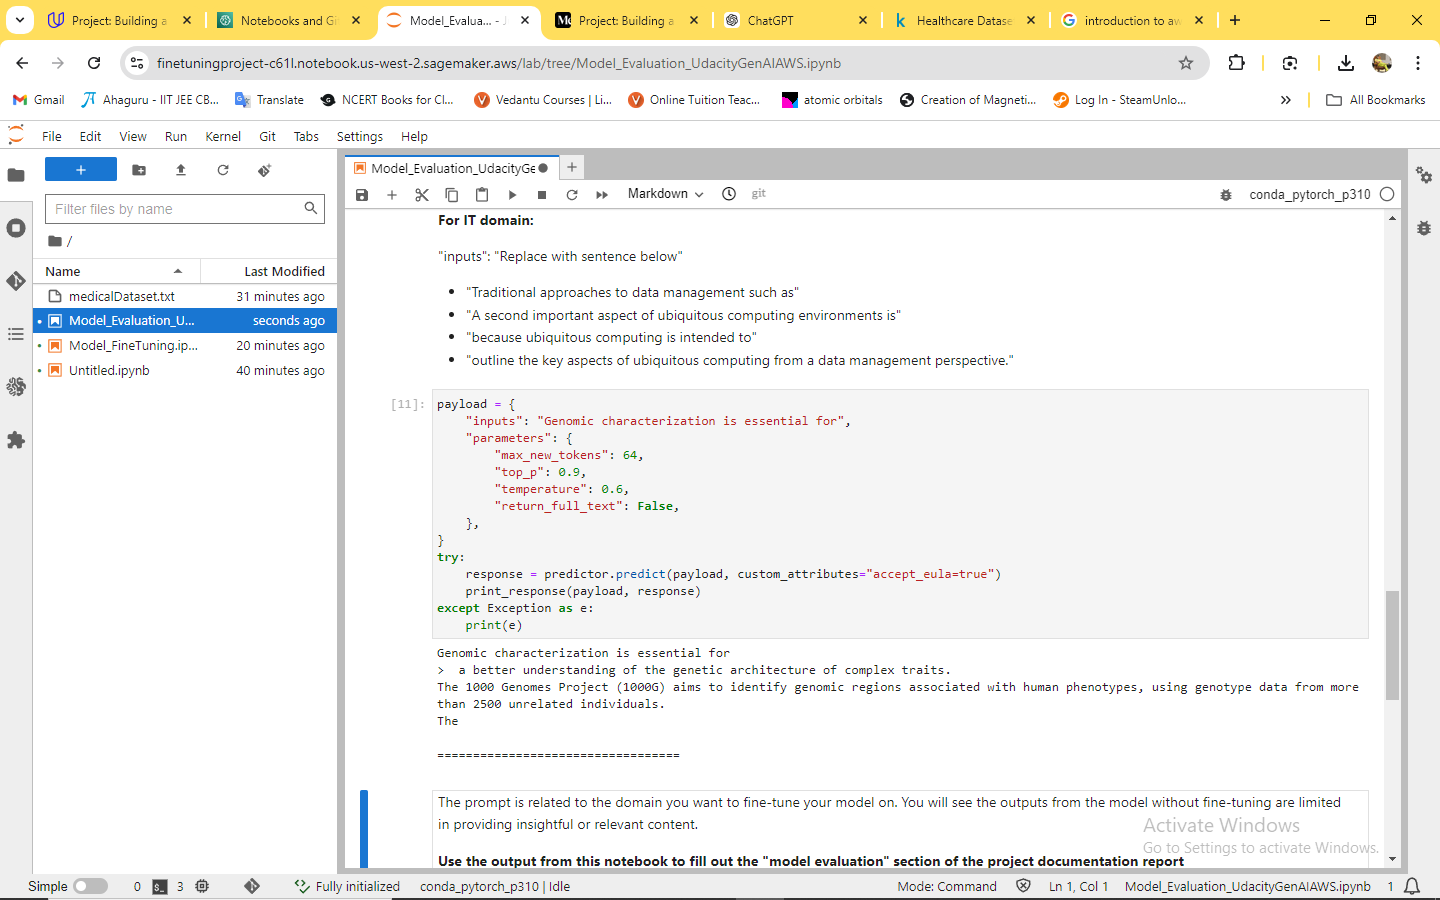 Project: Building a
Notebooks and Gi
Model_Evalua... - J
Project: Building a
ChatGPT
Healthcare Datase
introduction to aw
finetuningproject-c61l.notebook.us-west-2.sagemaker.aws/lab/tree/Model_Evaluation_UdacityGenAIAWS.ipynb
Gmail
Ahaguru - IIT JEE CB...
Translate
NCERT Books for Cl...
Vedantu Courses | Li...
Online Tuition Teac...
atomic orbitals
Creation of Magneti...
Log In - SteamUnlo...
All Bookmarks
File Edit View Run Kernel Git Tabs Settings Help
Filter files by name
/
Name Last Modified
medicalDataset.txt 31 minutes ago
Model_Evaluation_U... seconds ago
Model_FineTuning.ip... 20 minutes ago
Untitled.ipynb 40 minutes ago
Model_Evaluation_UdacityGe
Markdown
git
conda_pytorch_p310
For IT domain:
"inputs": "Replace with sentence below"
• "Traditional approaches to data management such as"
• "A second important aspect of ubiquitous computing environments is"
• "because ubiquitous computing is intended to"
• "outline the key aspects of ubiquitous computing from a data management perspective."
[11]: payload = {
"inputs": "Genomic characterization is essential for",
"parameters": {
"max_new_tokens": 64,
"top_p": 0.9,
"temperature": 0.6,
"return_full_text": False,
},
}
try:
response = predictor.predict(payload, custom_attributes="accept_eula=true")
print_response(payload, response)
except Exception as e:
print(e)
Genomic characterization is essential for
> a better understanding of the genetic architecture of complex traits.
The 1000 Genomes Project (1000G) aims to identify genomic regions associated with human phenotypes, using genotype data from more
than 2500 unrelated individuals.
The
==================================
The prompt is related to the domain you want to fine-tune your model on. You will see the outputs from the model without fine-tuning are limited
in providing insightful or relevant content.
Use the output from this notebook to fill out the "model evaluation" section of the project documentation report
Activate Windows
Go to Settings to activate Windows.
Simple 0 $_ 3 Fully initialized conda_pytorch_p310 | Idle Mode: Command Ln 1, Col 1 Model_Evaluation_UdacityGenAIAWS.ipynb 1